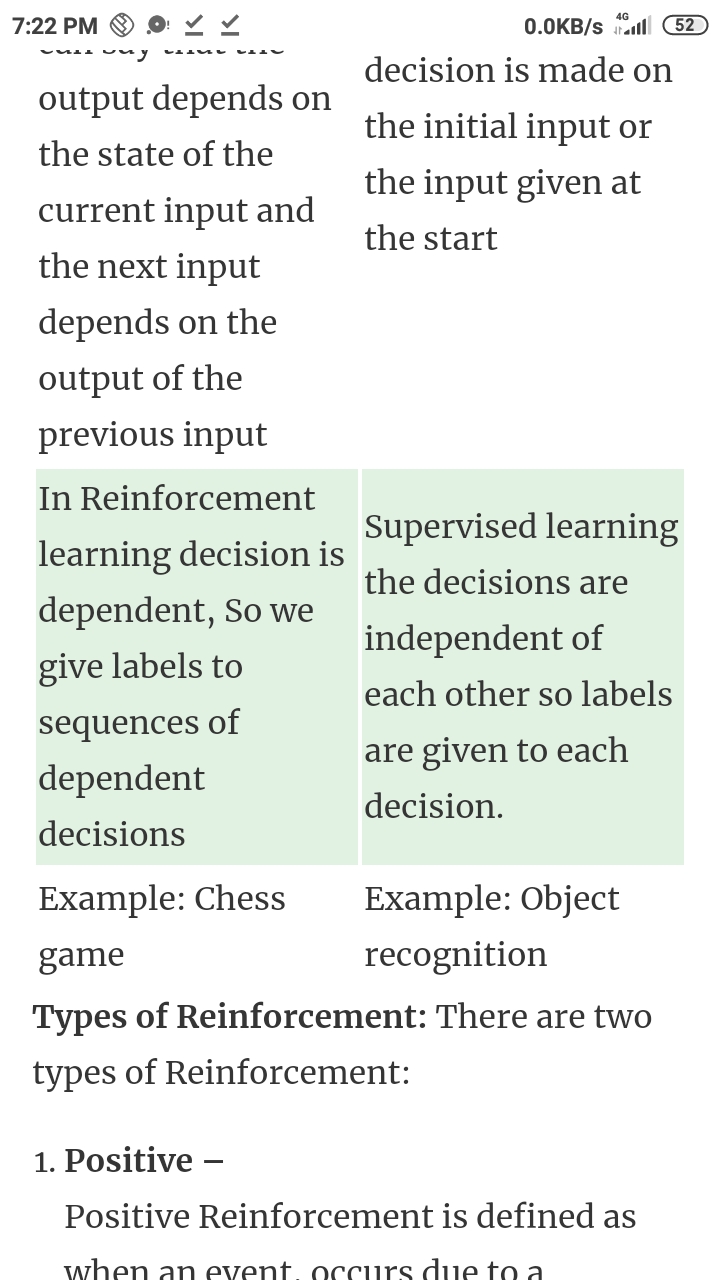 7:22 PM
0.0KB/s
4G
52
can say that the
output depends on
the state of the
current input and
the next input
depends on the
output of the
previous input
decision is made on
the initial input or
the input given at
the start
In Reinforcement
learning decision is
dependent, So we
give labels to
sequences of
dependent
decisions
Supervised learning
the decisions are
independent of
each other so labels
are given to each
decision.
Example: Chess
game
Example: Object
recognition
Types of Reinforcement: There are two
types of Reinforcement:
1. Positive –
Positive Reinforcement is defined as
when an event, occurs due to a